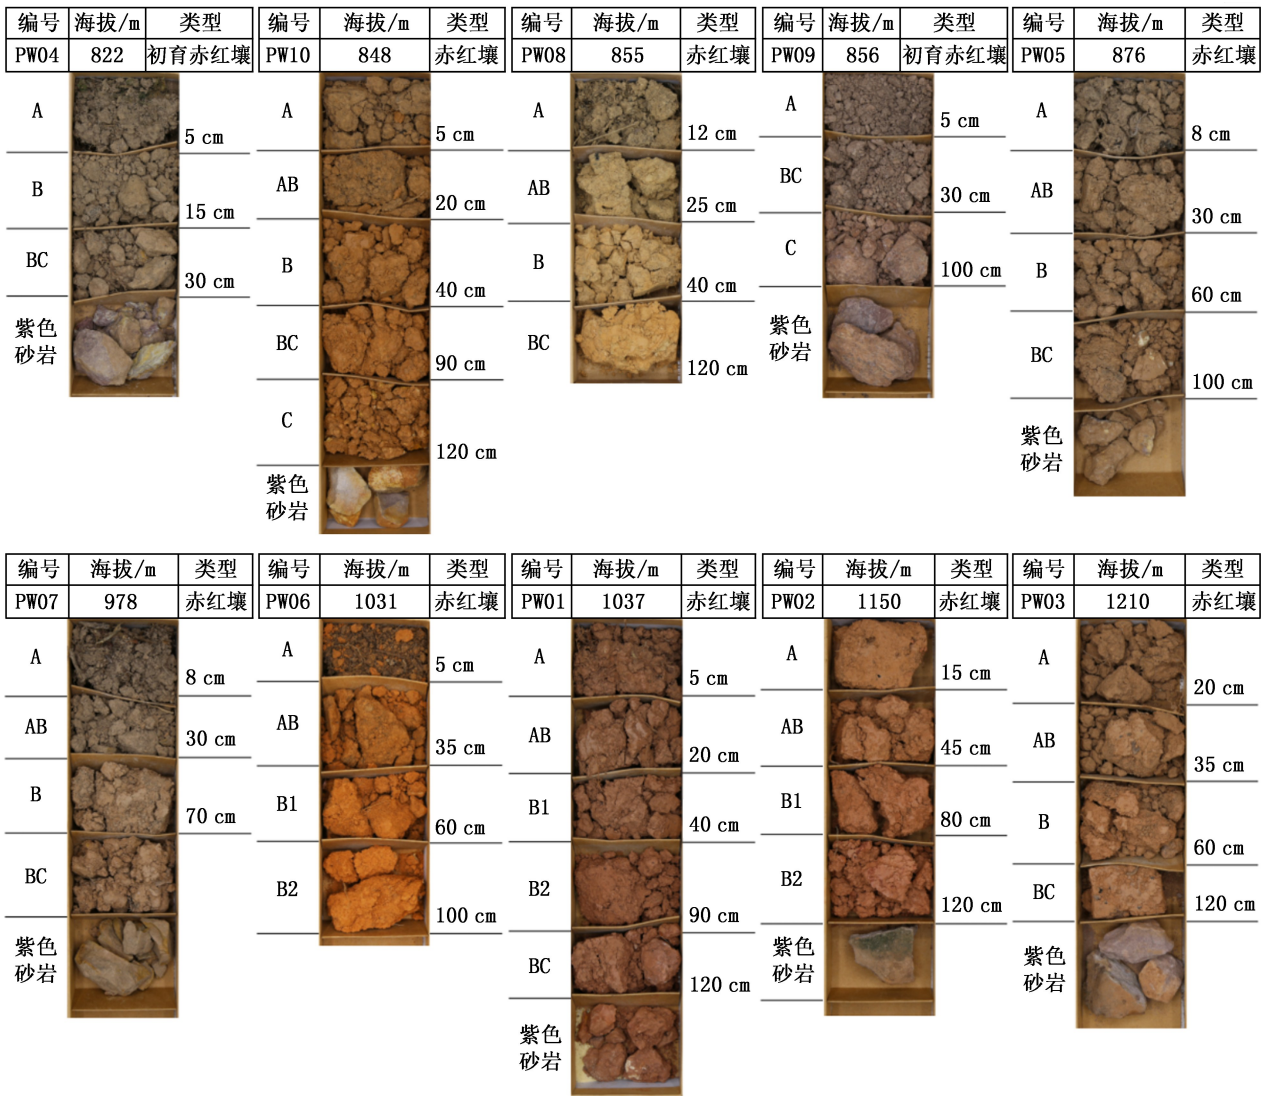 编号 海拔/m 类型
PW04 822 初育赤红壤
A 5 cm
B 15 cm
BC 30 cm
紫色
砂岩
编号 海拔/m 类型
PW10 848 赤红壤
A 5 cm
AB 20 cm
B 40 cm
BC 90 cm
C 120 cm
紫色
砂岩
编号 海拔/m 类型
PW08 855 赤红壤
A 12 cm
AB 25 cm
B 40 cm
BC 120 cm
编号 海拔/m 类型
PW09 856 初育赤红壤
A 5 cm
BC 30 cm
C 100 cm
紫色
砂岩
编号 海拔/m 类型
PW05 876 赤红壤
A 8 cm
AB 30 cm
B 60 cm
BC 100 cm
紫色
砂岩
编号 海拔/m 类型
PW07 978 赤红壤
A 8 cm
AB 30 cm
B 70 cm
BC
紫色
砂岩
编号 海拔/m 类型
PW06 1031 赤红壤
A 5 cm
AB 35 cm
B1 60 cm
B2 100 cm
编号 海拔/m 类型
PW01 1037 赤红壤
A 5 cm
AB 20 cm
B1 40 cm
B2 90 cm
BC 120 cm
紫色
砂岩
编号 海拔/m 类型
PW02 1150 赤红壤
A 15 cm
AB 45 cm
B1 80 cm
B2 120 cm
紫色
砂岩
编号 海拔/m 类型
PW03 1210 赤红壤
A 20 cm
AB 35 cm
B 60 cm
BC 120 cm
紫色
砂岩